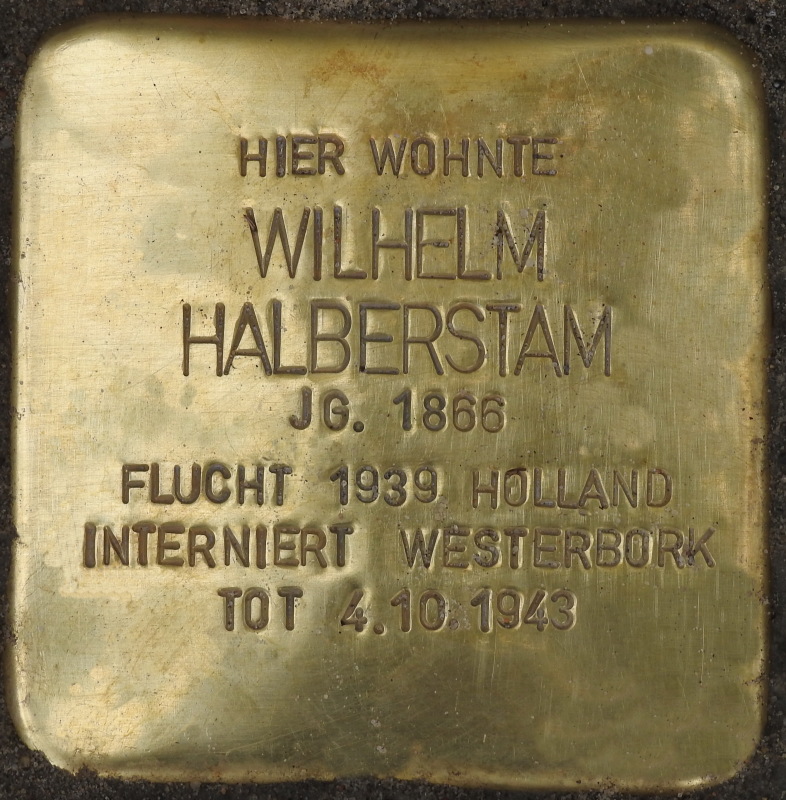 HIER WOHNTE
WILHELM
HALBERSTAM
JG. 1866
FLUCHT 1939 HOLLAND
INTERNIERT WESTERBORK
TOT 4.10.1943